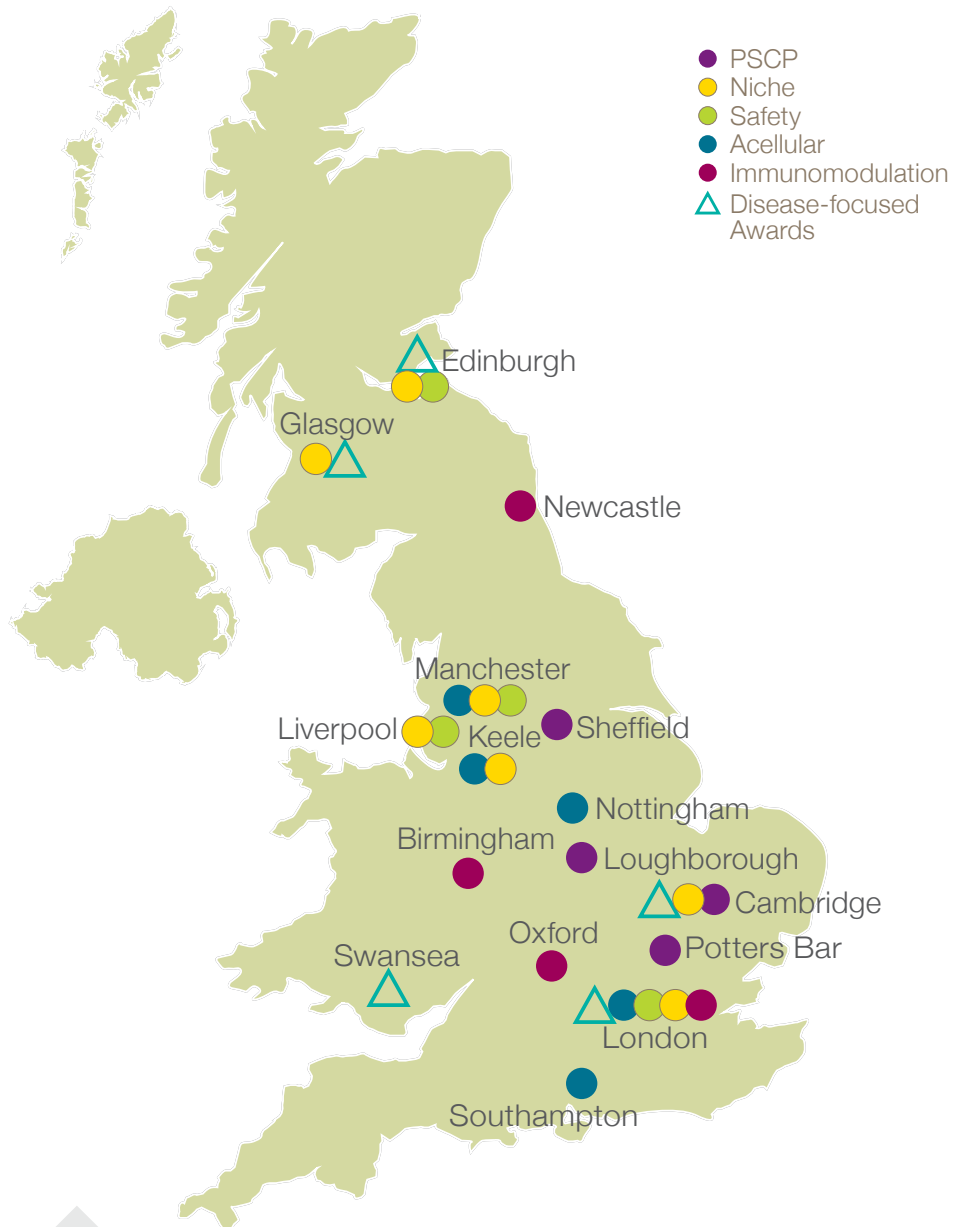 PSCP
Niche
Safety
Acellular
Immunomodulation
Disease-focused
Awards
Edinburgh
Glasgow
Newcastle
Manchester
Liverpool
Keele
Sheffield
Nottingham
Birmingham
Loughborough
Cambridge
Oxford
Potters Bar
Swansea
London
Southampton